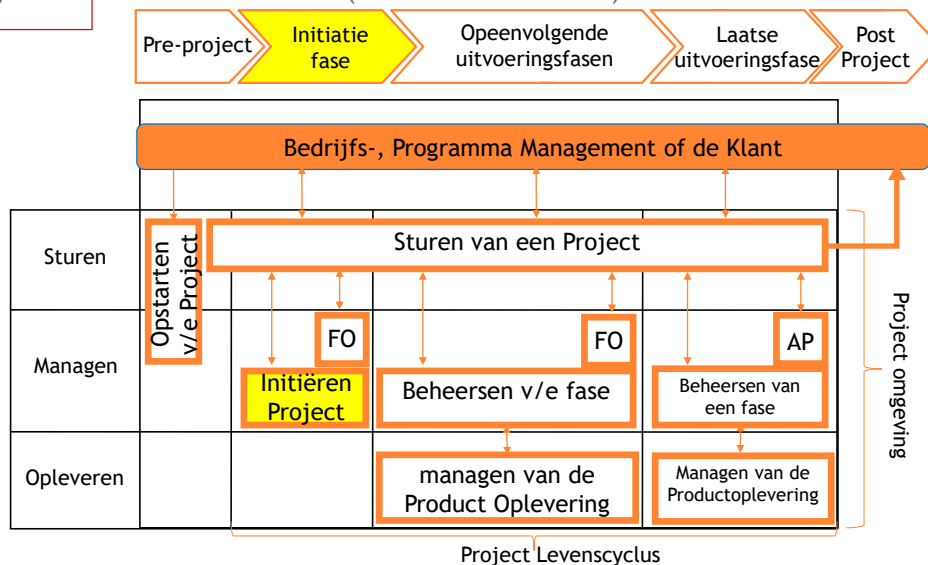 Pre-project
Initiatie
fase
Opeenvolgende
uitvoeringsfasen
Laatse
uitvoeringsfase
Post
Project
Bedrijfs-, Programma Management of de Klant
Sturen
Opstarten
v/e Project
Sturen van een Project
Managen
FO
Initiëren
Project
FO
Beheersen v/e fase
AP
Beheersen van
een fase
Opleveren
managen van de
Product Oplevering
Managen van de
Productoplevering
Project omgeving
Project Levenscyclus